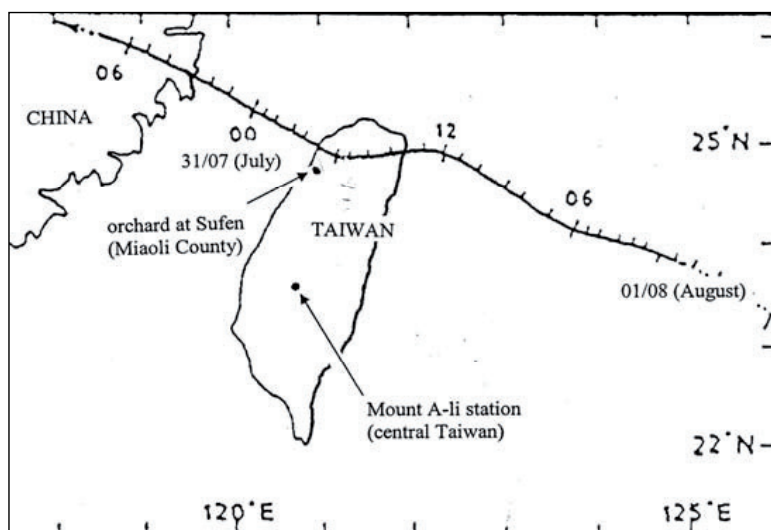 06
CHINA
00
12
25°N
31/07 (July)
06
orchard at Sufen
(Miaoli County)
TAIWAN
01/08 (August)
Mount A-li station
(central Taiwan)
22°N
120°E
125°E